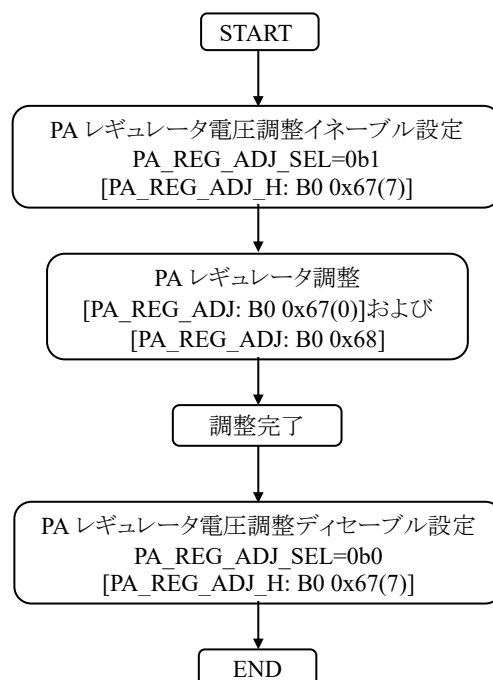 START
PA レギュレータ電圧調整イネーブル設定
PA_REG_ADJ_SEL=0b1
[PA_REG_ADJ_H: B0 0x67(7)]
PA レギュレータ調整
[PA_REG_ADJ: B0 0x67(0)]および
[PA_REG_ADJ: B0 0x68]
調整完了
PA レギュレータ電圧調整ディセーブル設定
PA_REG_ADJ_SEL=0b0
[PA_REG_ADJ_H: B0 0x67(7)]
END